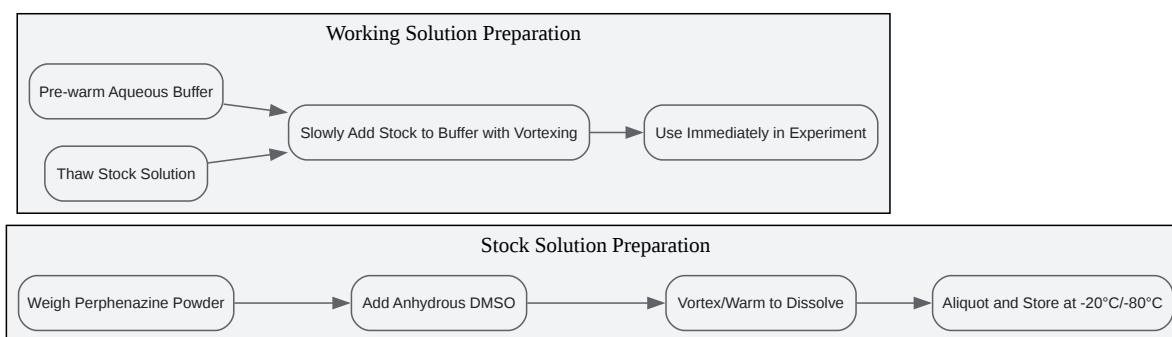 Working Solution Preparation
Pre-warm Aqueous Buffer
Thaw Stock Solution
Slowly Add Stock to Buffer with Vortexing
Use Immediately in Experiment
Stock Solution Preparation
Weigh Perphenazine Powder
Add Anhydrous DMSO
Vortex/Warm to Dissolve
Aliquot and Store at -20°C/-80°C